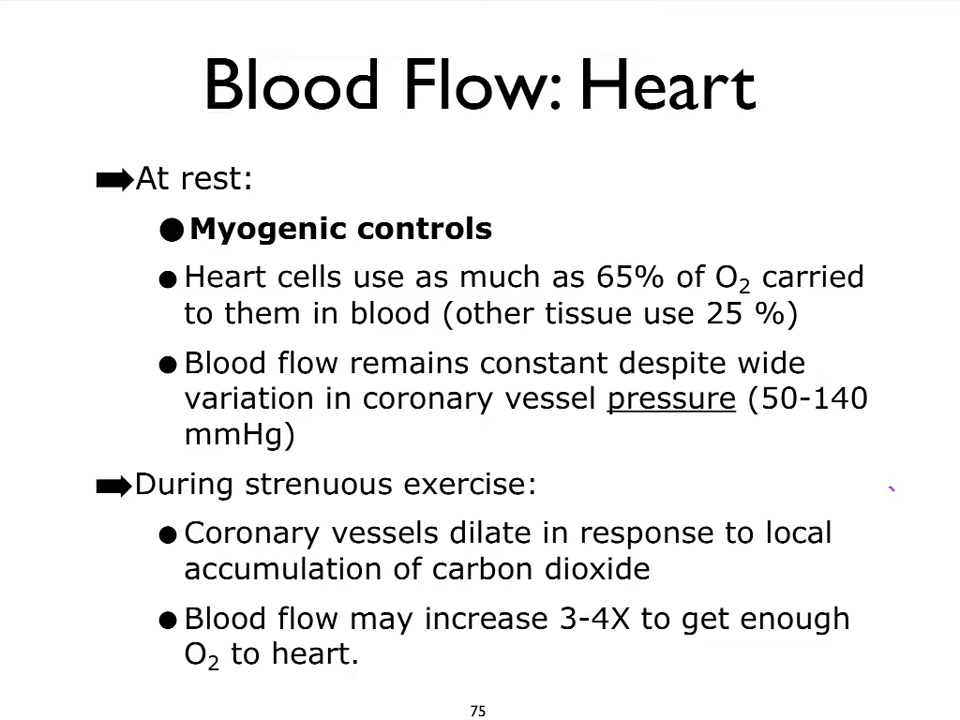 Blood Flow: Heart
At rest:
Myogenic controls
Heart cells use as much as 65% of O₂ carried
to them in blood (other tissue use 25 %)
Blood flow remains constant despite wide
variation in coronary vessel pressure (50-140
mmHg)
During strenuous exercise:
Coronary vessels dilate in response to local
accumulation of carbon dioxide
Blood flow may increase 3-4X to get enough
O₂ to heart.
75